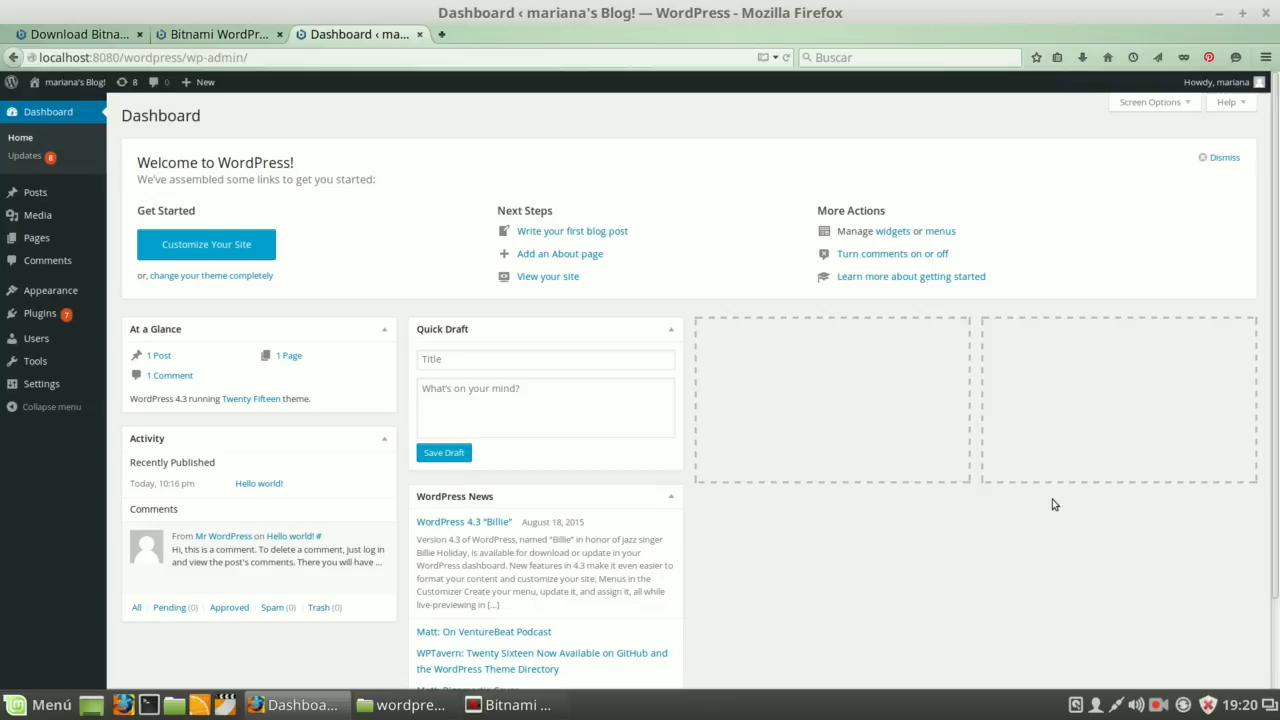 Dashboard ‹ mariana's Blog! — WordPress - Mozilla Firefox
Download Bitna...
Bitnami WordPr...
Dashboard ‹ ma...
localhost:8080/wordpress/wp-admin/
Buscar
mariana's Blog!
8
0
New
Howdy, mariana
Dashboard
Home
Updates 8
Posts
Media
Pages
Comments
Appearance
Plugins 7
Users
Tools
Settings
Collapse menu
Dashboard
Screen Options
Help
Welcome to WordPress!
We've assembled some links to get you started:
Dismiss
Get Started
Customize Your Site
or, change your theme completely
Next Steps
Write your first blog post
Add an About page
View your site
More Actions
Manage widgets or menus
Turn comments on or off
Learn more about getting started
At a Glance
1 Post
1 Page
1 Comment
WordPress 4.3 running Twenty Fifteen theme.
Activity
Recently Published
Today, 10:16 pm
Hello world!
Comments
From Mr WordPress on Hello world! #
Hi, this is a comment. To delete a comment, just log in
and view the post's comments. There you will have ...
All
Pending (0)
Approved
Spam (0)
Trash (0)
Quick Draft
Title
What's on your mind?
Save Draft
WordPress News
WordPress 4.3 "Billie" August 18, 2015
Version 4.3 of WordPress, named "Billie" in honor of jazz singer
Billie Holiday, is available for download or update in your
WordPress dashboard. New features in 4.3 make it even easier to
format your content and customize your site. Menus in the
Customizer Create your menu, update it, and assign it, all while
live-previewing in [...]
Matt: On VentureBeat Podcast
WPTavern: Twenty Sixteen Now Available on GitHub and
the WordPress Theme Directory
Menú
Dashboa...
wordpre...
Bitnami ...
19:20